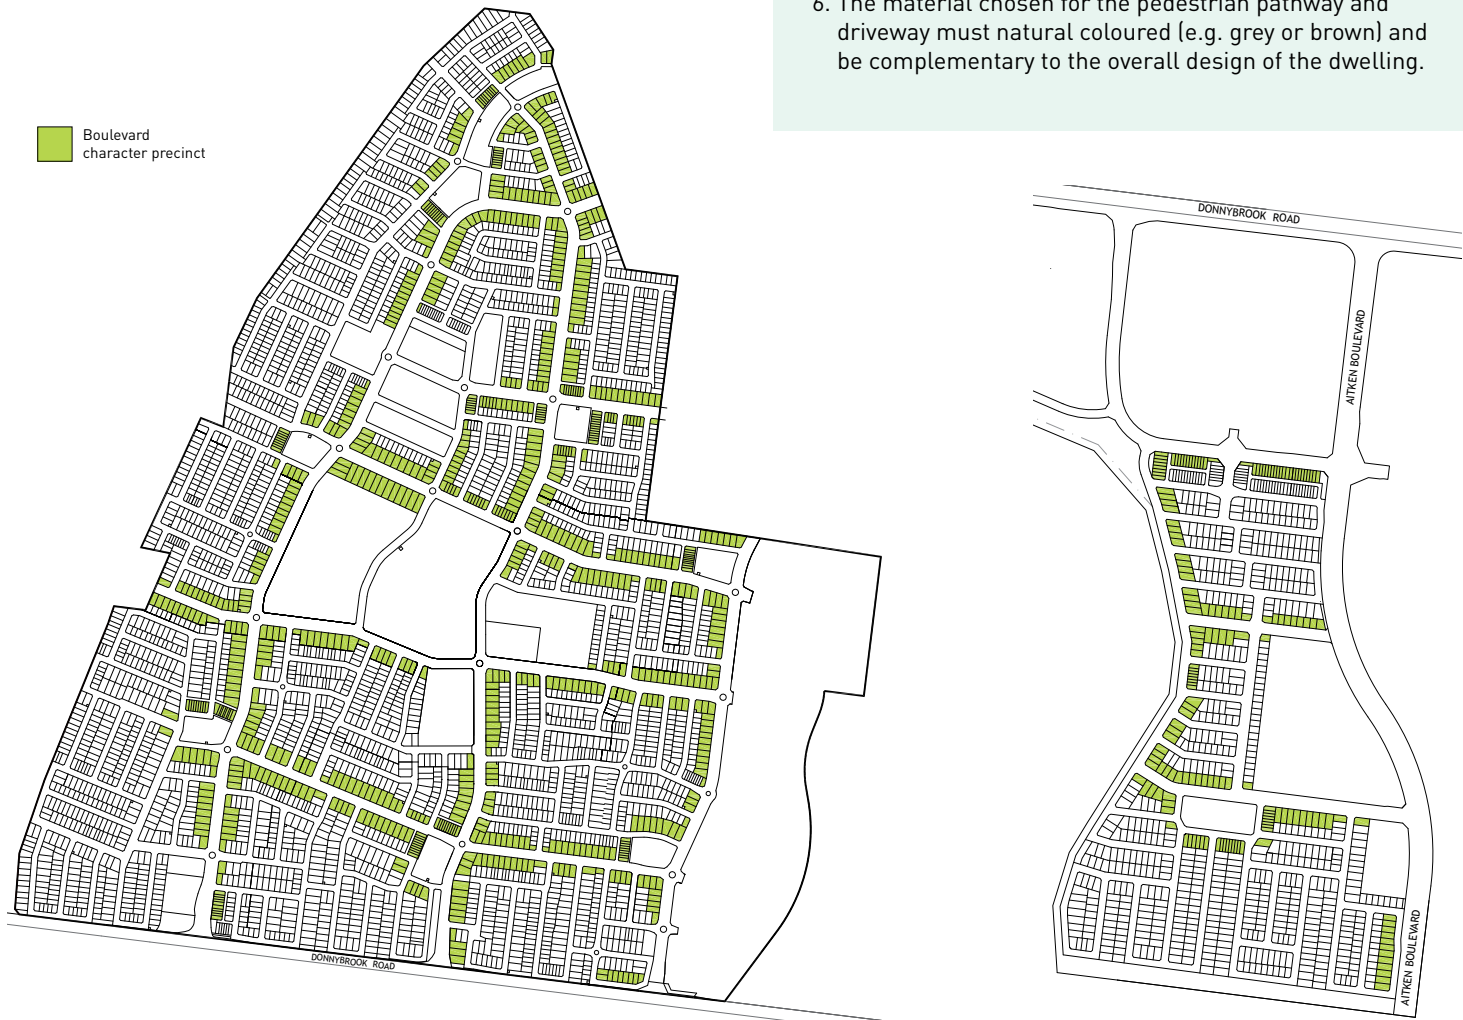 6. The material chosen for the pedestrian pathway and
driveway must natural coloured (e.g. grey or brown) and
be complementary to the overall design of the dwelling.
Boulevard
character precinct
DONNYBROOK ROAD
AITKEN BOULEVARD
AITKEN BOULEVARD
DONNYBROOK ROAD